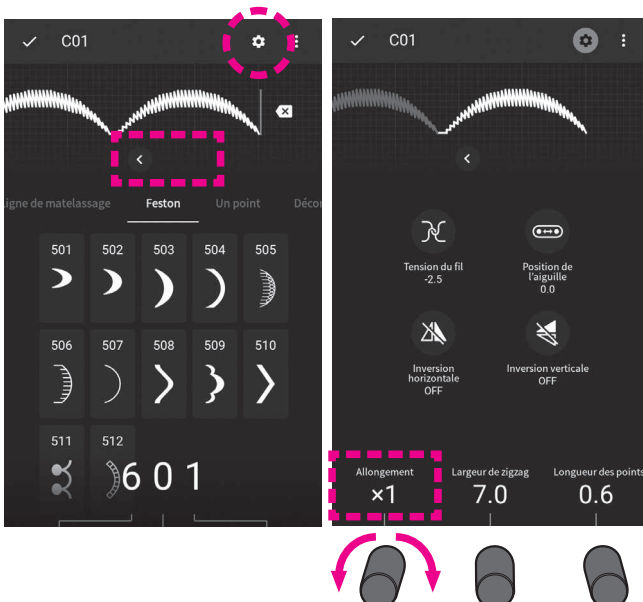 C01
igne de matelassage Feston Un point Décor
501 502 503 504 505
506 507 508 509 510
511 512
601
C01
Tension du fil
-2.5
Position de
l'aiguille
0.0
Inversion
horizontale
OFF
Inversion verticale
OFF
Allongement Largeur de zigzag Longueur des points
×1 7.0 0.6